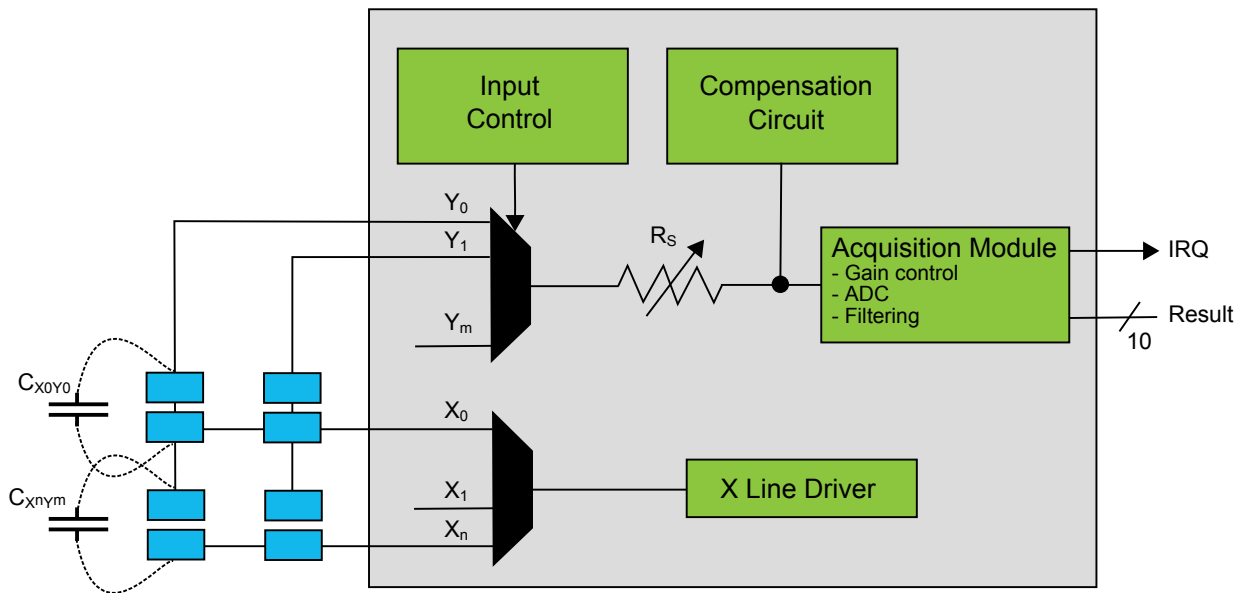 Input
Control
Compensation
Circuit
Y0
Y1
RS
Acquisition Module
- Gain control
- ADC
- Filtering
IRQ
Result
10
Ym
CX0Y0
X0
CXnYm
X1
X Line Driver
Xn